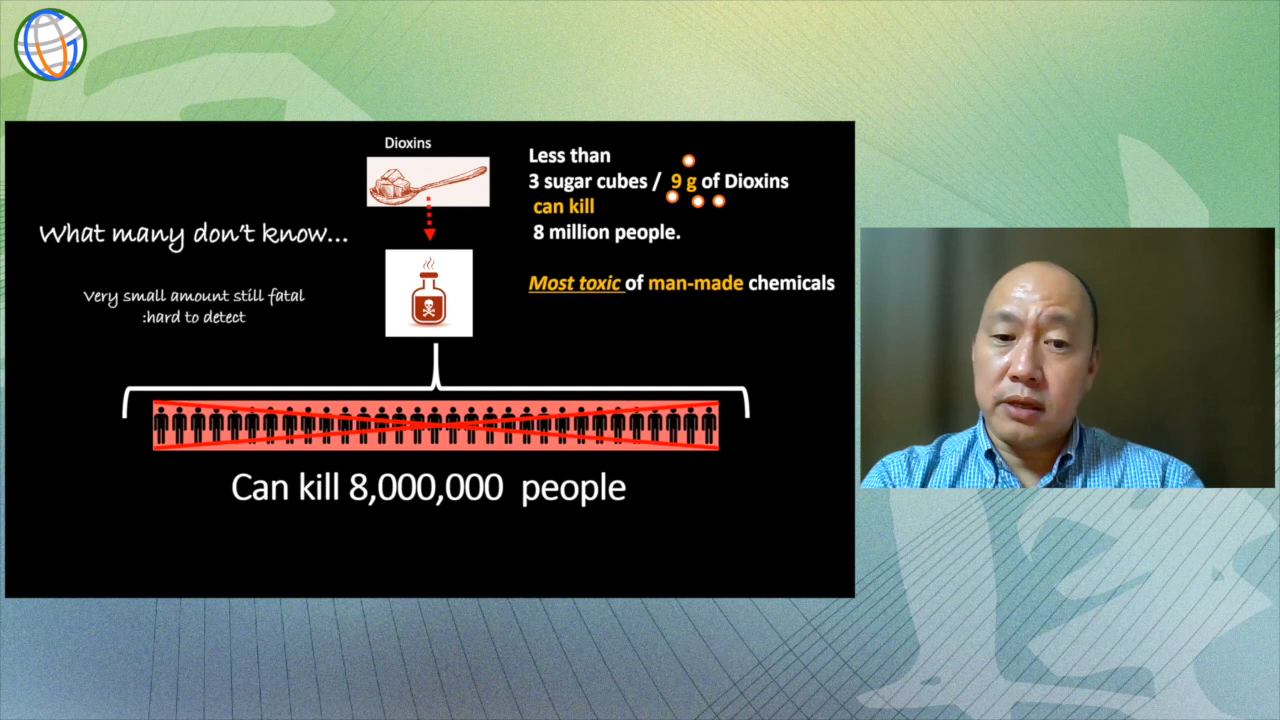 Dioxins
What many don't know...
Very small amount still fatal
:hard to detect
Less than
3 sugar cubes / 9 g of Dioxins
can kill
8 million people.
Most toxic of man-made chemicals
Can kill 8,000,000 people